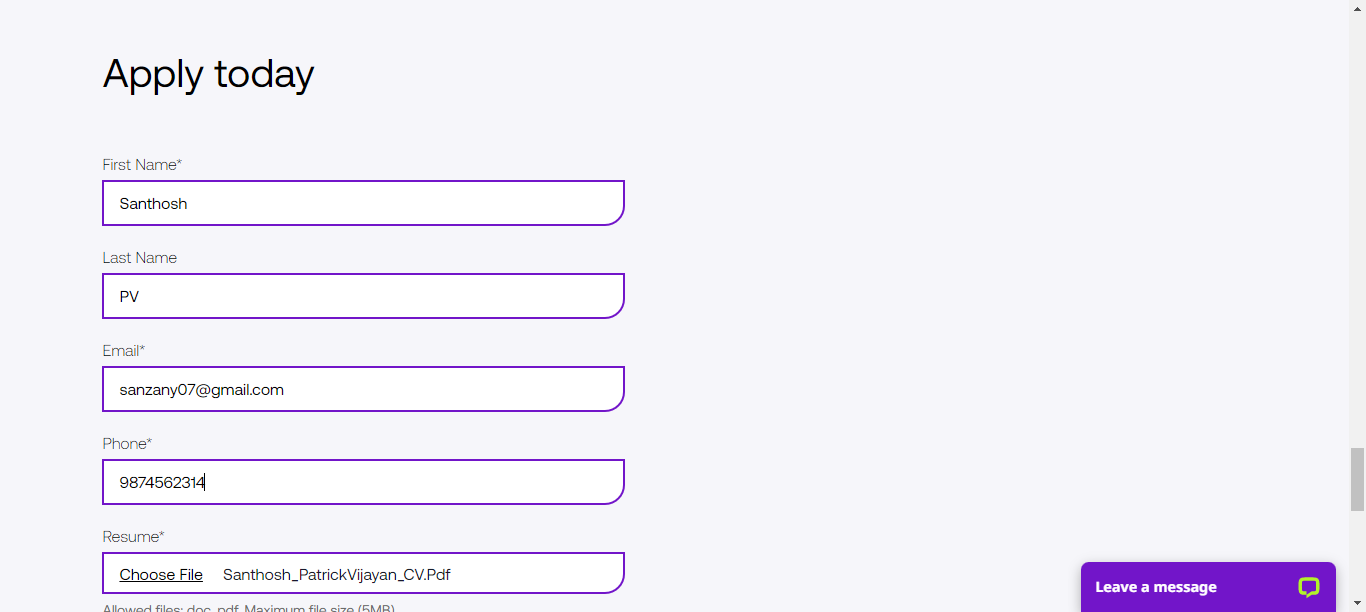 Apply today
First Name*
Santhosh
Last Name
PV
Email*
sanzany07@gmail.com
Phone*
9874562314
Resume*
Choose File Santhosh_PatrickVijayan_CV.Pdf
Allowed files: doc, pdf. Maximum file size (5MB)
Leave a message